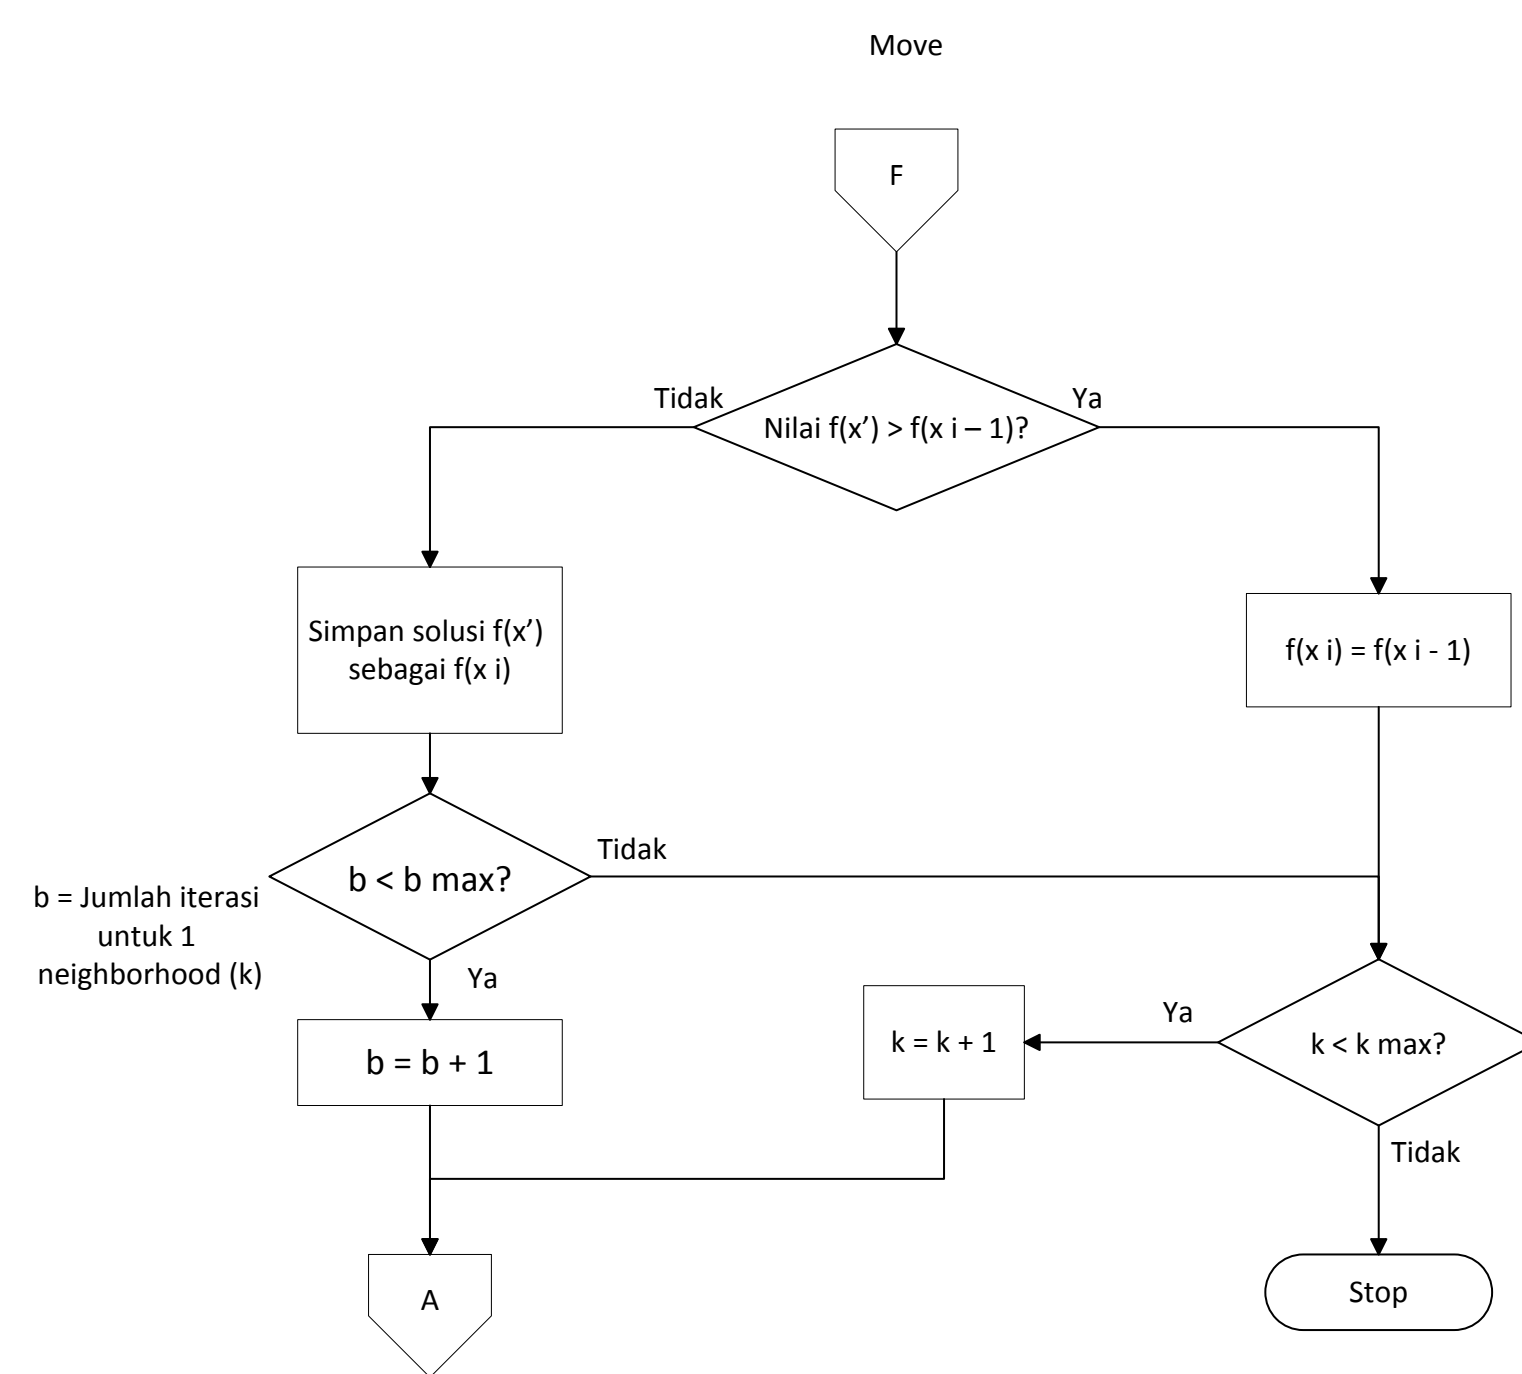 Move
F
Tidak
Ya
Nilai f(x’) > f(x i – 1)?
Simpan solusi f(x’)
sebagai f(x i)
f(x i) = f(x i - 1)
b < b max?
Tidak
b = Jumlah iterasi
untuk 1
neighborhood (k)
Ya
b = b + 1
k = k + 1
Ya
k < k max?
Tidak
A
Stop